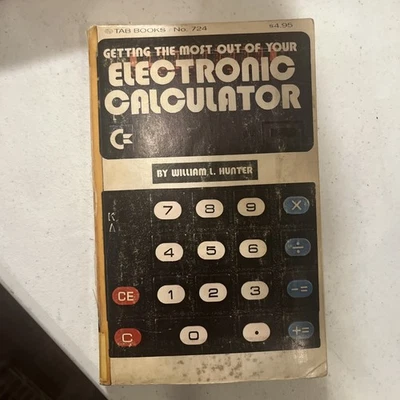 TAB BOOKS No. 724 $4.95
GETTING THE MOST OUT OF YOUR
ELECTRONIC
CALCULATOR
BY WILLIAM L. HUNTER
K
7 8 9 X
4 5 6 ÷
CE 1 2 3 -=
C 0 . +=